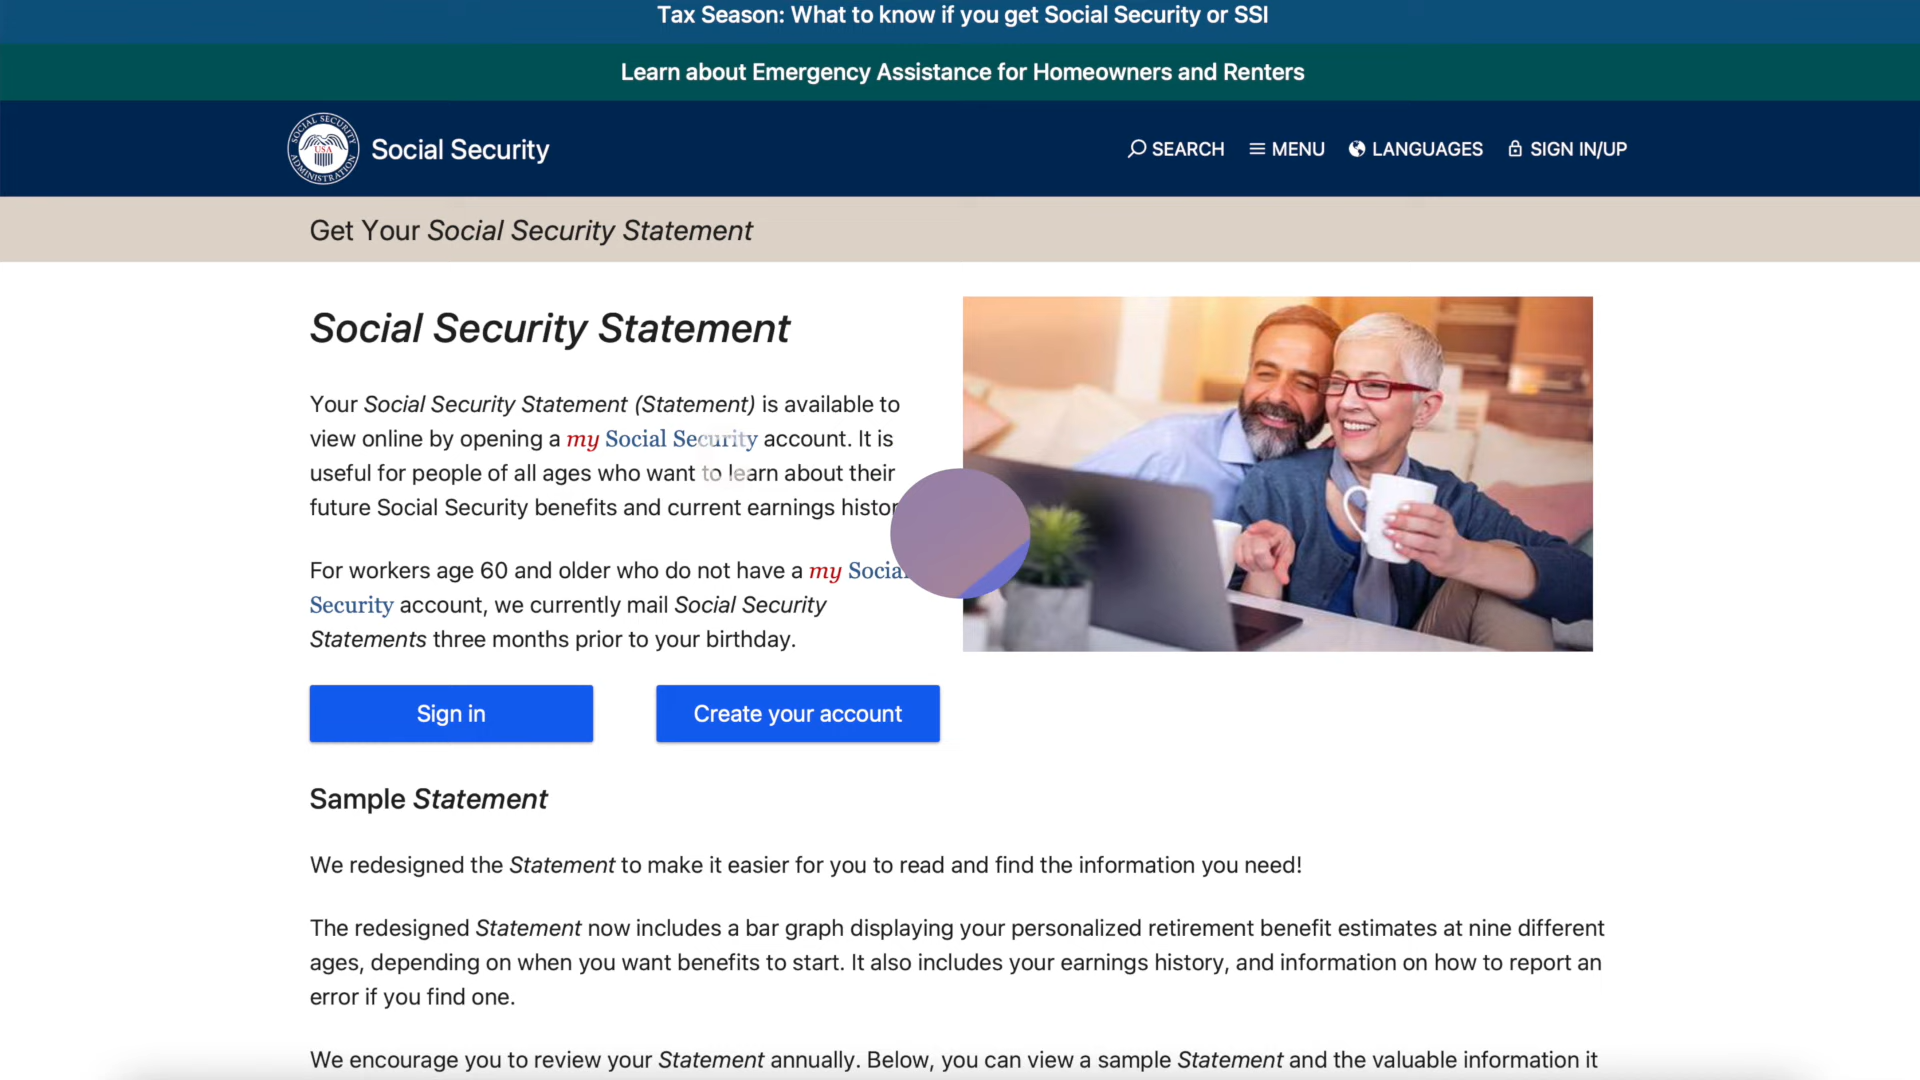 Tax Season: What to know if you get Social Security or SSI
Learn about Emergency Assistance for Homeowners and Renters
SOCIAL SECURITY ADMINISTRATION
USA
Social Security
SEARCH
MENU
LANGUAGES
SIGN IN/UP
Get Your Social Security Statement
Social Security Statement
Your Social Security Statement (Statement) is available to
view online by opening a my Social Security account. It is
useful for people of all ages who want to learn about their
future Social Security benefits and current earnings
For workers age 60 and older who do not have a my Social
Security account, we currently mail Social Security
Statements three months prior to your birthday.
Sign in
Create your account
Sample Statement
We redesigned the Statement to make it easier for you to read and find the information you need!
The redesigned Statement now includes a bar graph displaying your personalized retirement benefit estimates at nine different
ages, depending on when you want benefits to start. It also includes your earnings history, and information on how to report an
error if you find one.
We encourage you to review your Statement annually. Below, you can view a sample Statement and the valuable information it